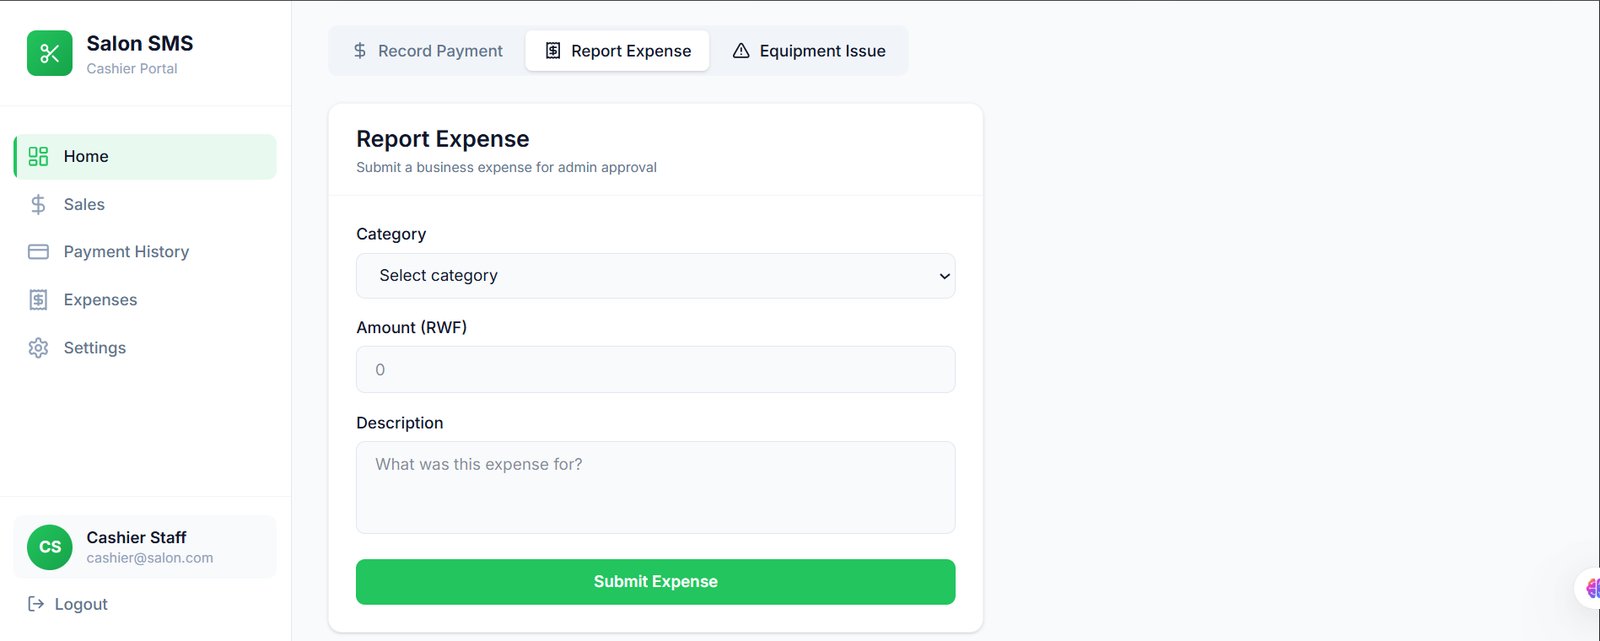 Salon SMS
Cashier Portal
Home
Sales
Payment History
Expenses
Settings
CS
Cashier Staff
cashier@salon.com
Logout
Record Payment
Report Expense
Equipment Issue
Report Expense
Submit a business expense for admin approval
Category
Select category
Amount (RWF)
0
Description
What was this expense for?
Submit Expense